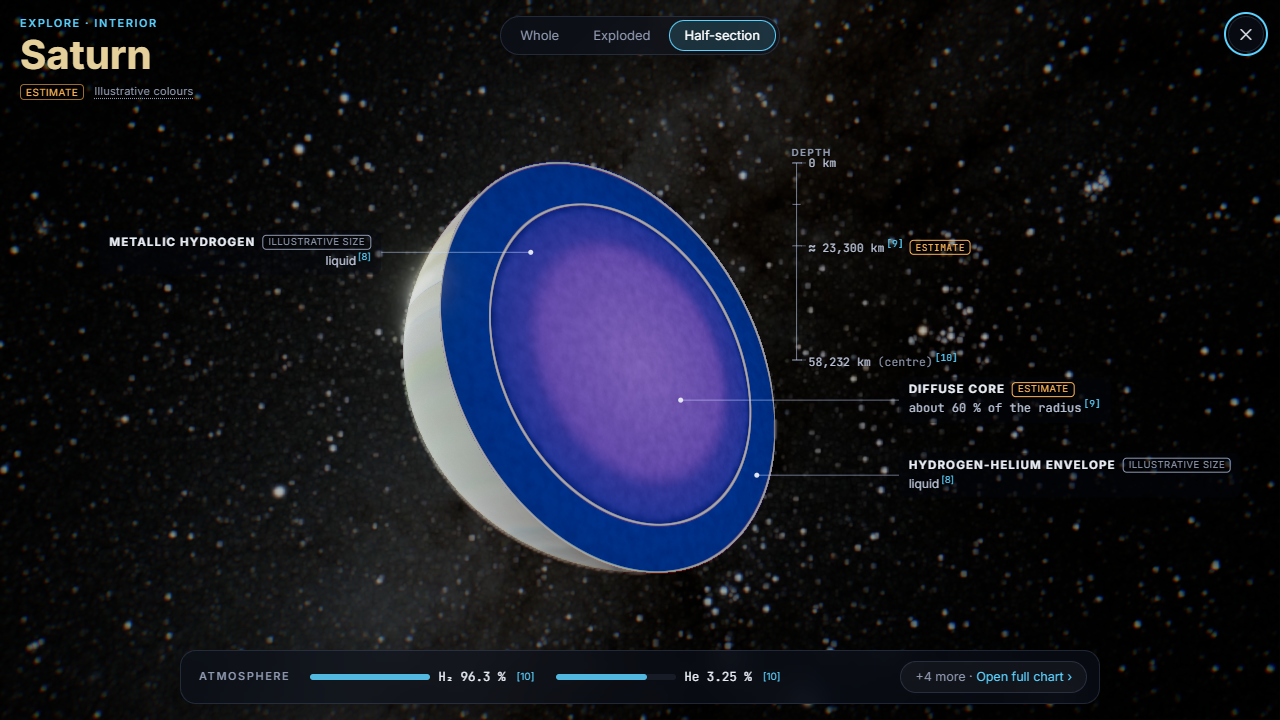 EXPLORE · INTERIOR
Saturn
ESTIMATE Illustrative colours
Whole Exploded Half-section
DEPTH
0 km
METALLIC HYDROGEN ILLUSTRATIVE SIZE
liquid [8]
≈ 23,300 km [9] ESTIMATE
58,232 km (centre) [10]
DIFFUSE CORE ESTIMATE
about 60 % of the radius [9]
HYDROGEN-HELIUM ENVELOPE ILLUSTRATIVE SIZE
liquid [8]
ATMOSPHERE H₂ 96.3 % [10] He 3.25 % [10] +4 more · Open full chart ›